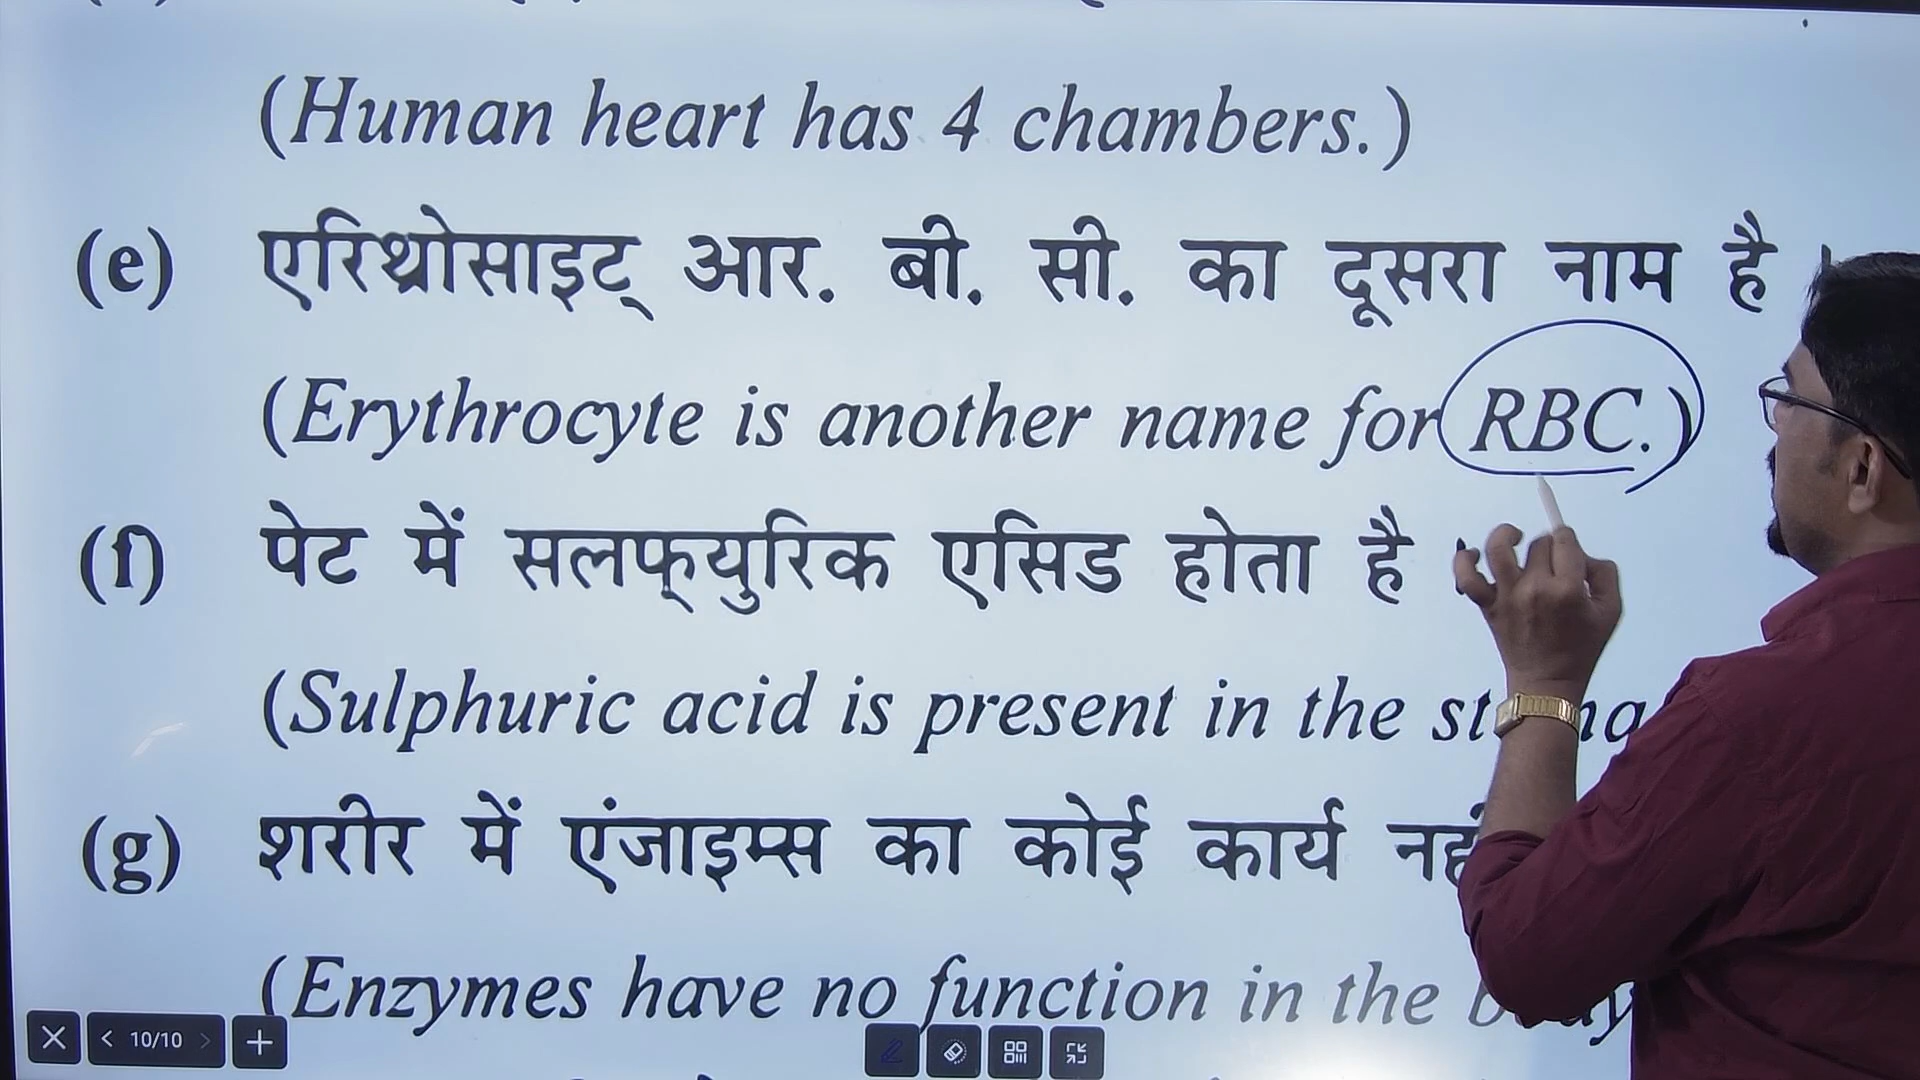 (Human heart has 4 chambers.)
(e) एरिथ्रोसाइट् आर. बी. सी. का दूसरा नाम है
(Erythrocyte is another name for RBC.)
(f) पेट में सलफ्युरिक एसिड होता है ।
(Sulphuric acid is present in the
(g) शरीर में एंजाइम्स का कोई कार्य
(Enzymes have no function in the
10/10